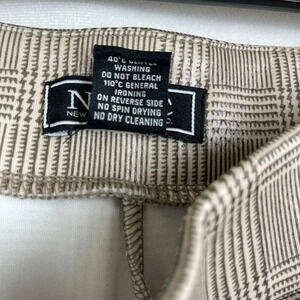 40°C GENTLE
WASHING
DO NOT BLEACH
110°C GENERAL
IRONING
ON REVERSE SIDE
NO SPIN DRYING
NO DRY CLEANING
N
NEW